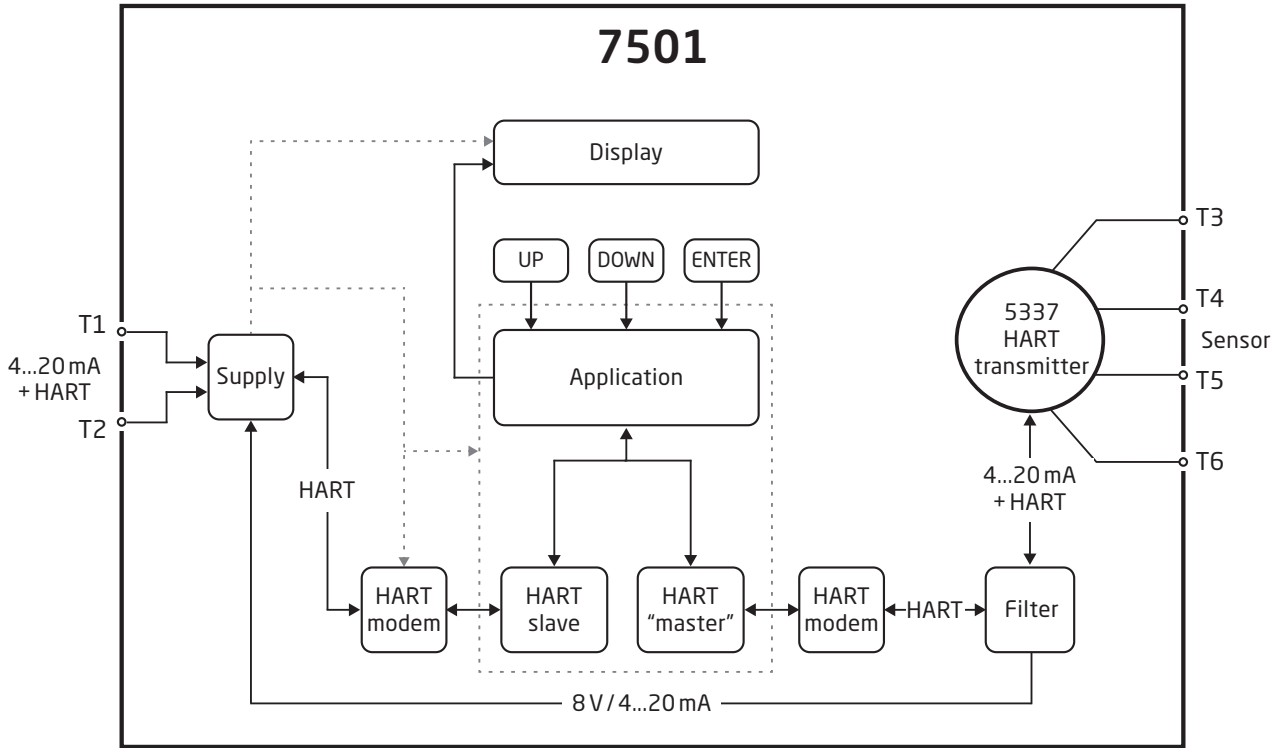 7501
Display
UP
DOWN
ENTER
T3
T4
Sensor
T5
T6
5337
HART
transmitter
T1
4...20 mA
+ HART
T2
Supply
Application
HART
4...20 mA
+ HART
HART
modem
HART
slave
HART
“master”
HART
modem
HART
Filter
8 V / 4...20 mA